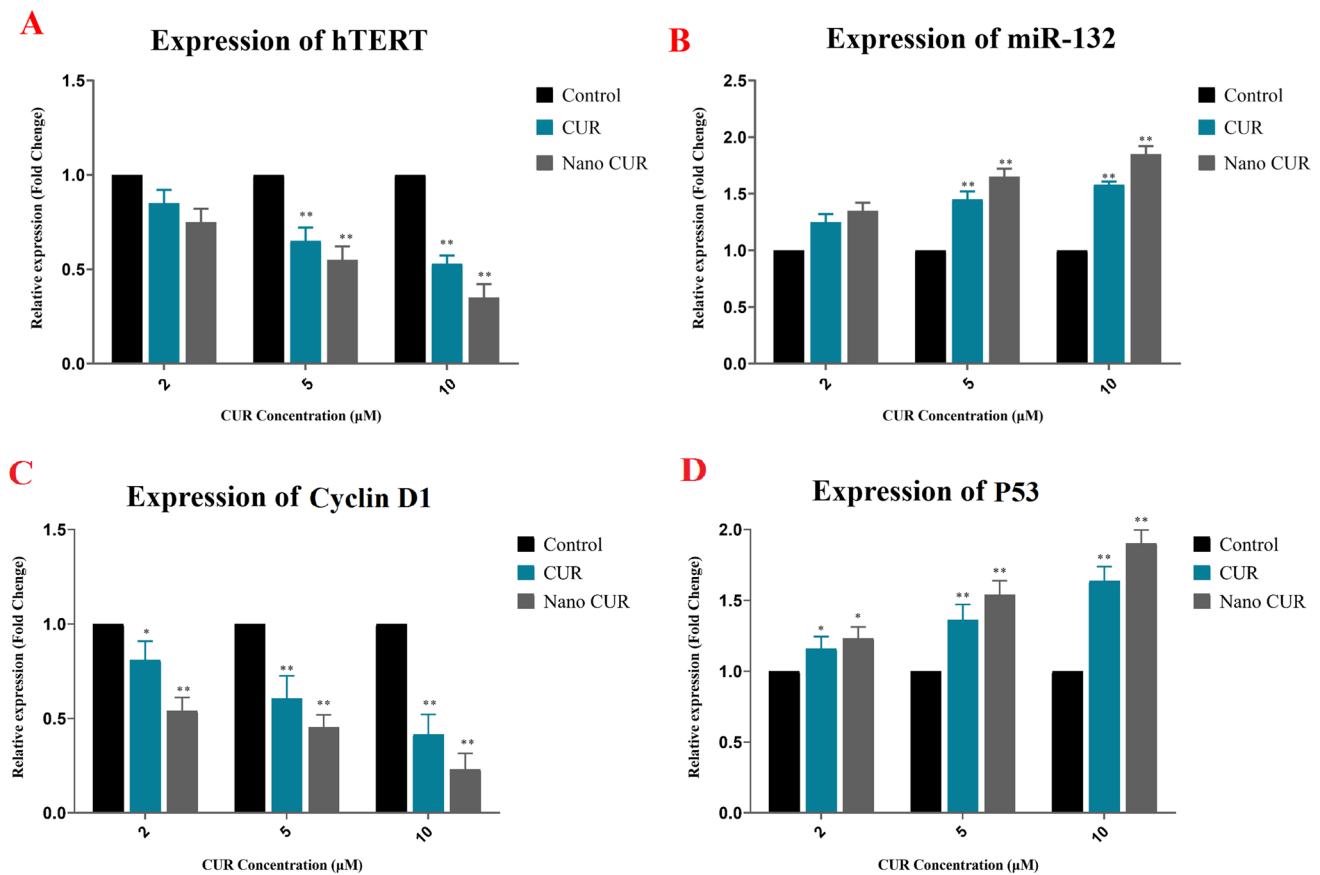 A
Expression of hTERT
Relative expression (Fold Chenge)
1.5
1.0
0.5
0.0
**
**
**
**
2
5
10
CUR Concentration (µM)
Control
CUR
Nano CUR
B
Expression of miR-132
Relative expression (Fold Chenge)
2.5
2.0
1.5
1.0
0.5
0.0
**
**
**
**
2
5
10
CUR Concentration (µM)
Control
CUR
Nano CUR
C
Expression of Cyclin D1
Relative expression (Fold Chenge)
1.5
1.0
0.5
0.0
*
**
**
**
**
**
2
5
10
CUR Concentration (µM)
Control
CUR
Nano CUR
D
Expression of P53
Relative expression (Fold Chenge)
2.0
1.5
1.0
0.5
0.0
*
*
**
**
**
**
2
5
10
CUR Concentration (µM)
Control
CUR
Nano CUR